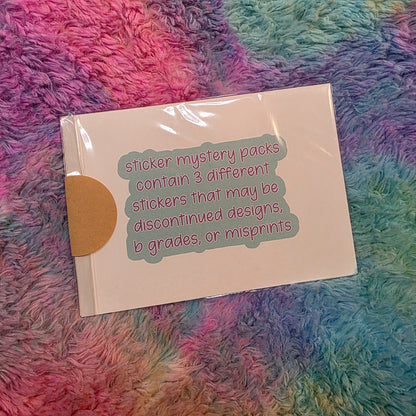 sticker mystery packs
contain 3 different
stickers that may be
discontinued designs,
b grades, or misprints